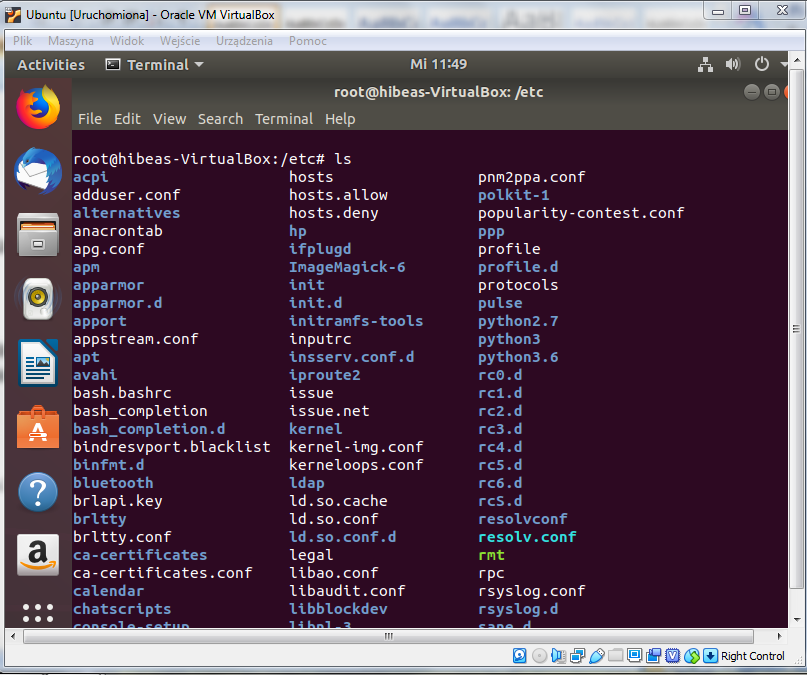 Ubuntu [Uruchomiona] - Oracle VM VirtualBox
Plik Maszyna Widok Wejście Urządzenia Pomoc
Activities Terminal Mi 11:49
root@hibeas-VirtualBox: /etc
File Edit View Search Terminal Help
root@hibeas-VirtualBox:/etc# ls
acpi hosts pnm2ppa.conf
adduser.conf hosts.allow polkit-1
alternatives hosts.deny popularity-contest.conf
anacrontab hp ppp
apg.conf ifplugd profile
apm ImageMagick-6 profile.d
apparmor init protocols
apparmor.d init.d pulse
apport initramfs-tools python2.7
appstream.conf inputrc python3
apt insserv.conf.d python3.6
avahi iproute2 rc0.d
bash.bashrc issue rc1.d
bash_completion issue.net rc2.d
bash_completion.d kernel rc3.d
bindresvport.blacklist kernel-img.conf rc4.d
binfmt.d kerneloops.conf rc5.d
bluetooth ldap rc6.d
brlapi.key ld.so.cache rcS.d
brltty ld.so.conf resolvconf
brltty.conf ld.so.conf.d resolv.conf
ca-certificates legal rmt
ca-certificates.conf libao.conf rpc
calendar libaudit.conf rsyslog.conf
chatscripts libblockdev rsyslog.d
console-setup libnl-3 sane.d
Right Control